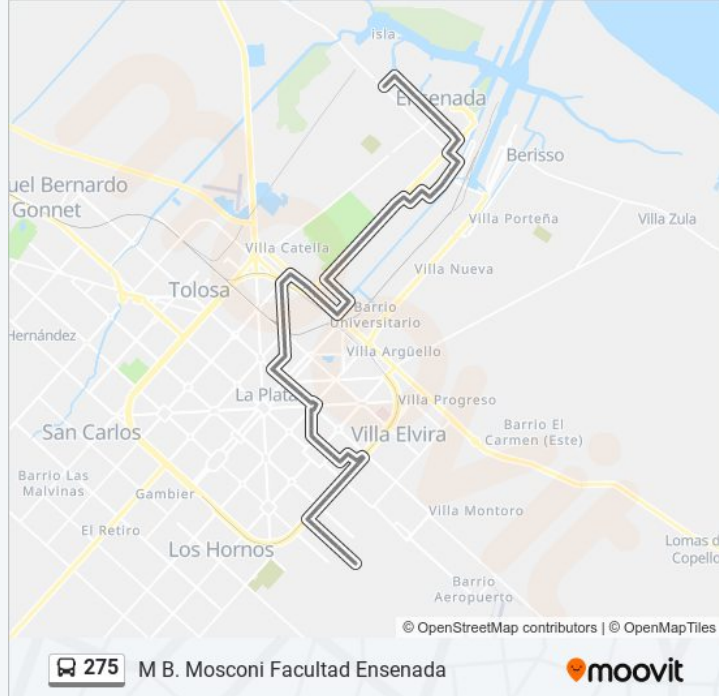 isla
Ensenada
Berisso
uel Bernardo
Gonnet
Villa Porteña
Villa Zula
Villa Catella
Villa Nueva
Tolosa
Barrio
Universitario
Hernández
Villa Argüello
La Plata
Villa Progreso
San Carlos
Villa Elvira
Barrio El
Carmen (Este)
Barrio Las
Malvinas
Gambier
Villa Montoro
El Retiro
Los Hornos
Lomas d
Copello
Barrio
Aeropuerto
moovit
© OpenStreetMap contributors | © OpenMapTiles
275 M B. Mosconi Facultad Ensenada
moovit